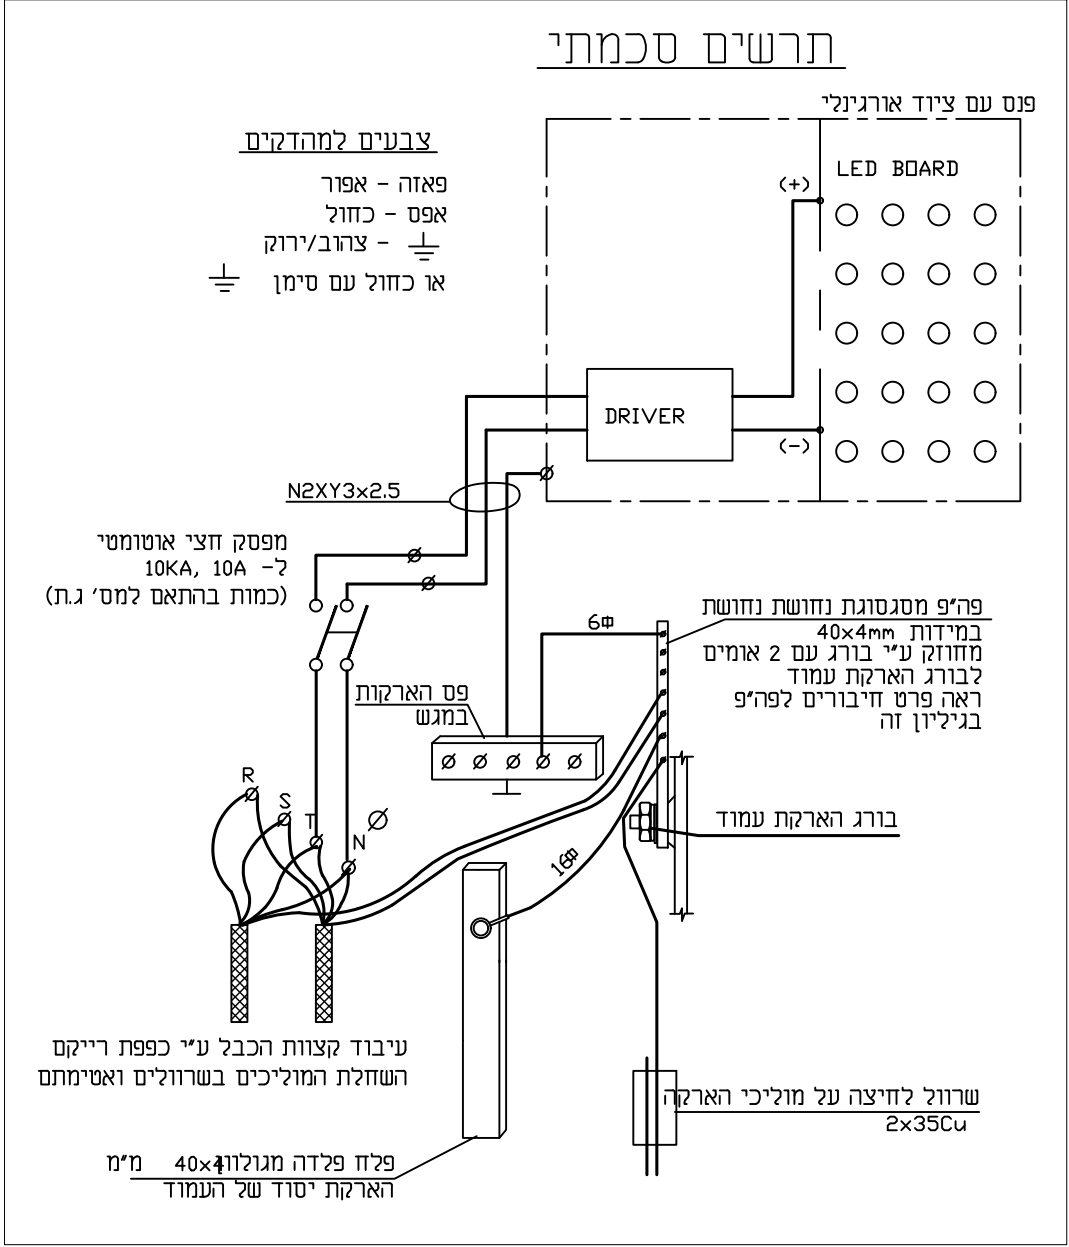 תרשים סכמתי
פנס עם ציוד אורגינלי
צבעים למהדקים
פאזה - אפור
אפס - כחול
⏚ - צהוב/ירוק
או כחול עם סימן ⏚
LED BOARD
(+)
DRIVER
(-)
N2XY3x2.5
מפסק חצי אוטומטי
ל- 10KA, 10A
(כמות בהתאם למס' ג.ת)
פה"פ מסגסוגת נחושת נחושת
במידות 40x4mm
מחוזק ע"י בורג עם 2 אומים
לבורג הארקת עמוד
ראה פרט חיבורים לפה"פ
בגיליון זה
6Φ
פס הארקות
במגש
R
S
T
N
Ø
בורג הארקת עמוד
16Φ
עיבוד קצוות הכבל ע"י כפפת רייקם
השחלת המוליכים בשרוולים ואטימתם
שרוול לחיצה על מוליכי הארקה
2x35Cu
פלח פלדה מגולוון 40x4 מ"מ
הארקת יסוד של העמוד